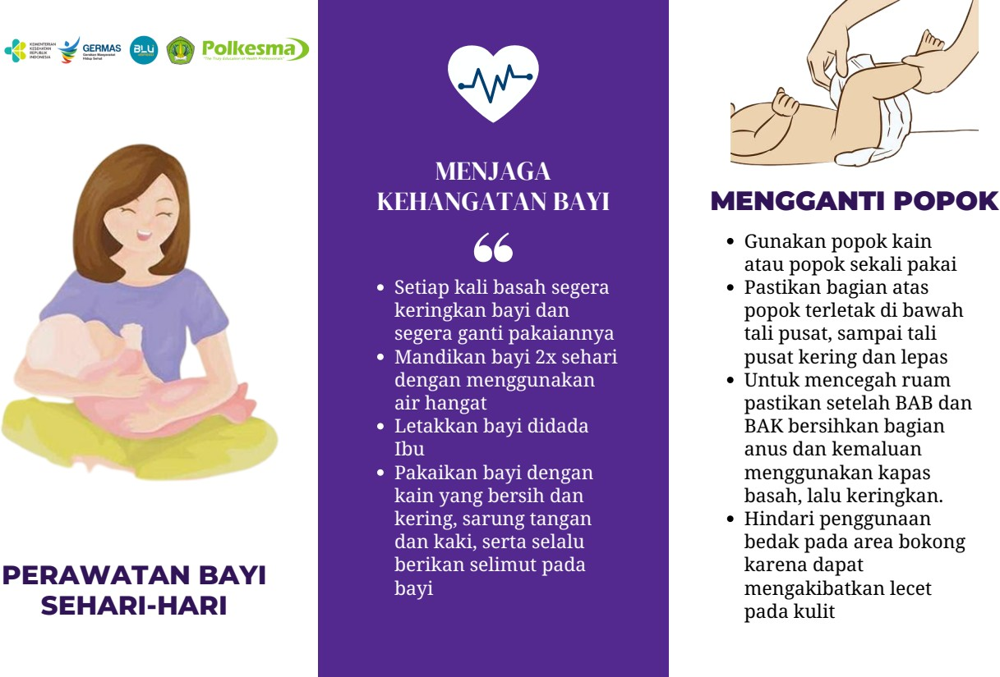 KEMENTERIAN
KESEHATAN
REPUBLIK
INDONESIA
GERMAS
Gerakan Masyarakat
Hidup Sehat
BLU
Polkesma
"The Truly Education of Health Professionals"
PERAWATAN BAYI
SEHARI-HARI
MENJAGA
KEHANGATAN BAYI
“
• Setiap kali basah segera
keringkan bayi dan
segera ganti pakaiannya
• Mandikan bayi 2x sehari
dengan menggunakan
air hangat
• Letakkan bayi didada
Ibu
• Pakaikan bayi dengan
kain yang bersih dan
kering, sarung tangan
dan kaki, serta selalu
berikan selimut pada
bayi
MENGGANTI POPOK
• Gunakan popok kain
atau popok sekali pakai
• Pastikan bagian atas
popok terletak di bawah
tali pusat, sampai tali
pusat kering dan lepas
• Untuk mencegah ruam
pastikan setelah BAB dan
BAK bersihkan bagian
anus dan kemaluan
menggunakan kapas
basah, lalu keringkan.
• Hindari penggunaan
bedak pada area bokong
karena dapat
mengakibatkan lecet
pada kulit